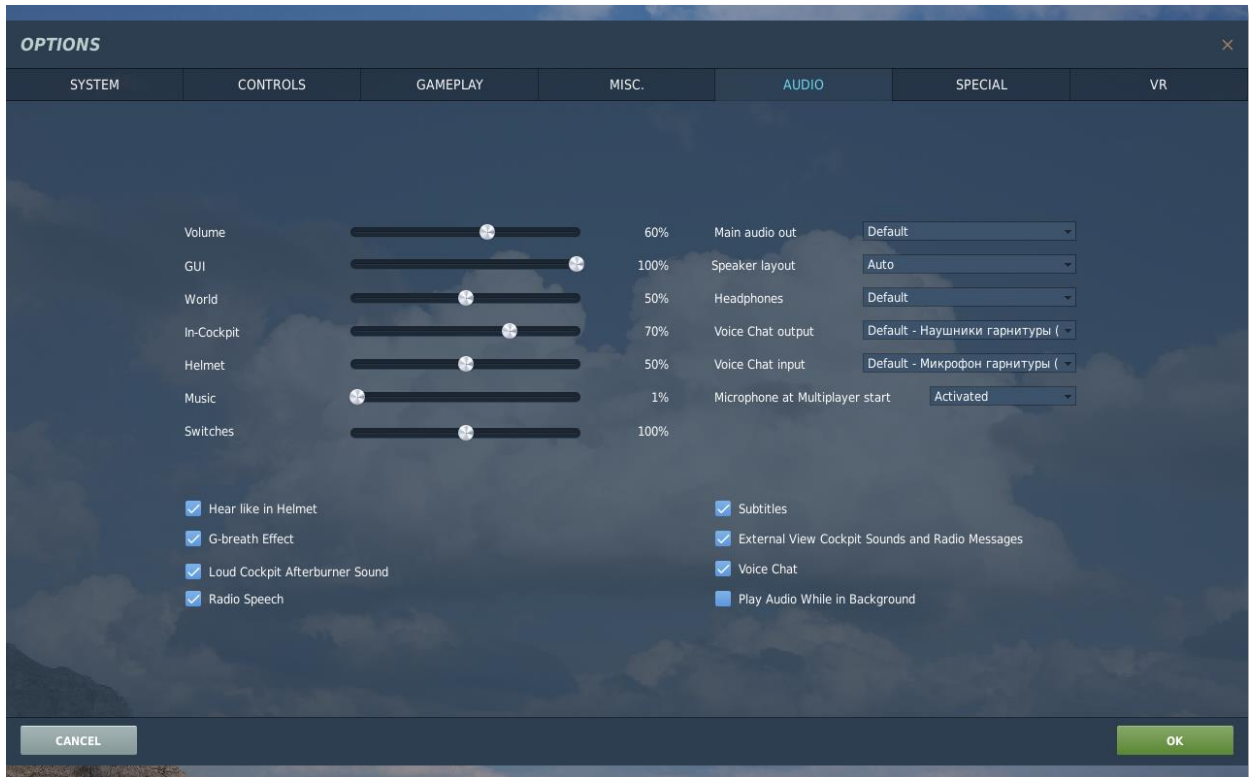 OPTIONS
SYSTEM CONTROLS GAMEPLAY MISC. AUDIO SPECIAL VR
Volume 60% Main audio out Default
GUI 100% Speaker layout Auto
World 50% Headphones Default
In-Cockpit 70% Voice Chat output Default - Наушники гарнитуры (
Helmet 50% Voice Chat input Default - Микрофон гарнитуры (
Music 1% Microphone at Multiplayer start Activated
Switches 100%
Hear like in Helmet Subtitles
G-breath Effect External View Cockpit Sounds and Radio Messages
Loud Cockpit Afterburner Sound Voice Chat
Radio Speech Play Audio While in Background
CANCEL OK